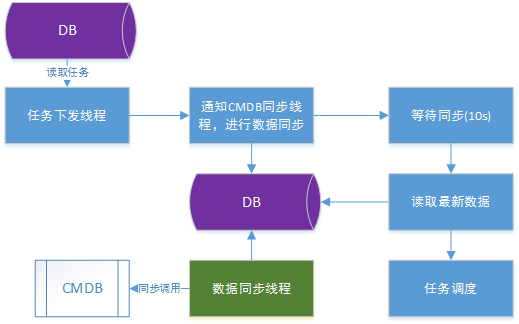 DB
读取任务
任务下发线程
通知CMDB同步线
程，进行数据同步
等待同步(10s)
DB
读取最新数据
CMDB
同步调用
数据同步线程
任务调度